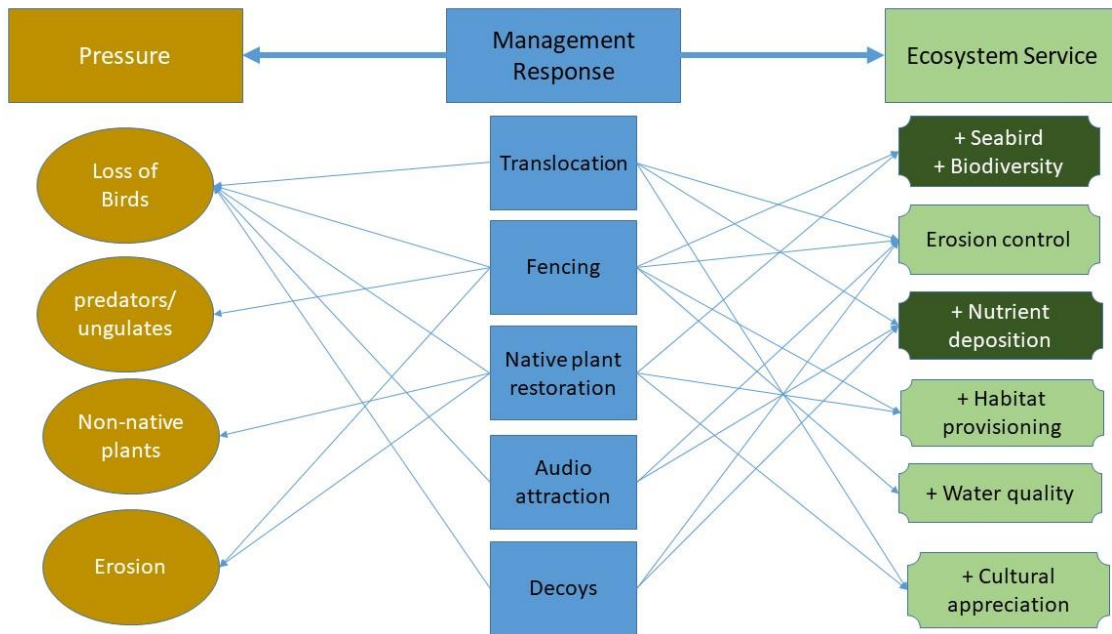 Pressure
Management
Response
Ecosystem Service
Loss of
Birds
predators/
ungulates
Non-native
plants
Erosion
Translocation
Fencing
Native plant
restoration
Audio
attraction
Decoys
+ Seabird
+ Biodiversity
Erosion control
+ Nutrient
deposition
+ Habitat
provisioning
+ Water quality
+ Cultural
appreciation